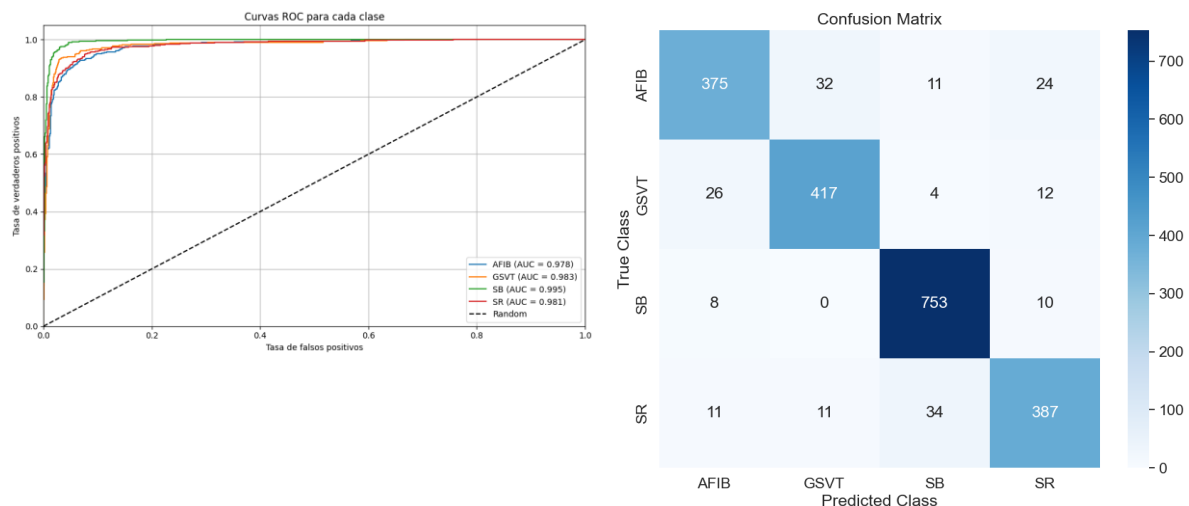 Curvas ROC para cada clase
Tasa de verdaderos positivos
1.0
0.8
0.6
0.4
0.2
0.0
0.0 0.2 0.4 0.6 0.8 1.0
Tasa de falsos positivos
AFIB (AUC = 0.978)
GSVT (AUC = 0.983)
SB (AUC = 0.995)
SR (AUC = 0.981)
Random
Confusion Matrix
True Class
AFIB 375 32 11 24
GSVT 26 417 4 12
SB 8 0 753 10
SR 11 11 34 387
AFIB GSVT SB SR
Predicted Class
700
600
500
400
300
200
100
0